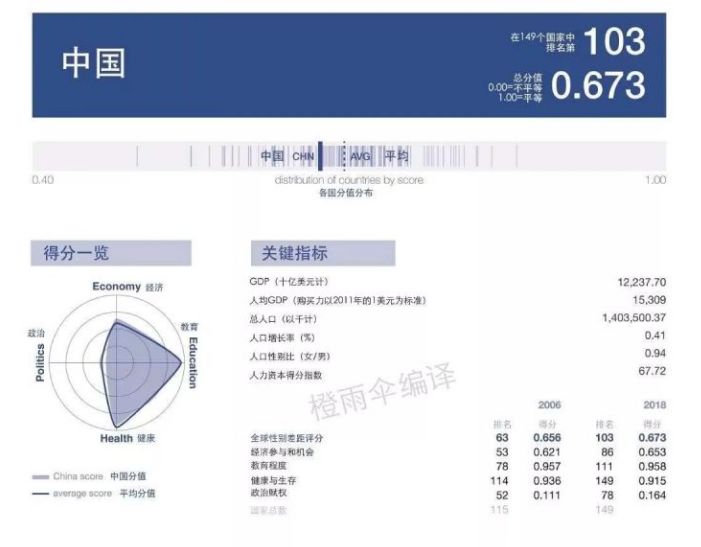 中国
在149个国家中
排名第
103
总分值
0.00=不平等
1.00=平等
0.673
中国 CHN AVG 平均
0.40 distribution of countries by score 1.00
各国分值分布
得分一览
Economy 经济
教育
Education
政治
Politics
Health 健康
China score 中国分值
average score 平均分值
关键指标
GDP（十亿美元计） 12,237.70
人均GDP（购买力以2011年的1美元为标准） 15,309
总人口（以千计） 1,403,500.37
人口增长率（%） 0.41
人口性别比（女/男） 0.94
人力资本得分指数 67.72
橙雨伞编译
2006 2018
排名 得分 排名 得分
全球性别差距评分 63 0.656 103 0.673
经济参与和机会 53 0.621 86 0.653
教育程度 78 0.957 111 0.958
健康与生存 114 0.936 149 0.915
政治赋权 52 0.111 78 0.164
国家总数 115 149